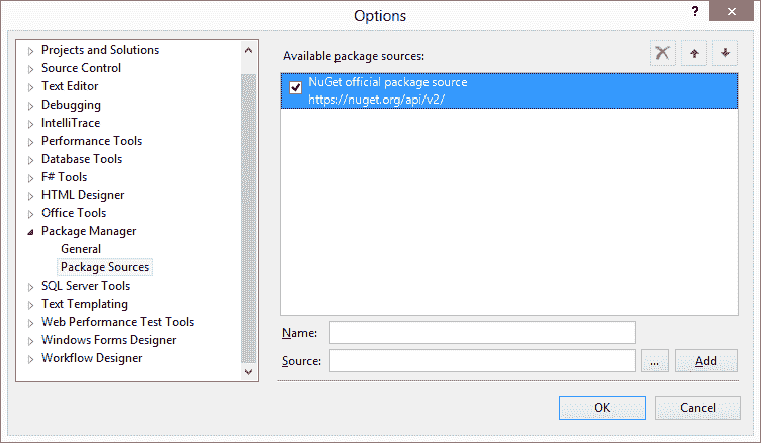 Options
?
Projects and Solutions
Source Control
Text Editor
Debugging
IntelliTrace
Performance Tools
Database Tools
F# Tools
HTML Designer
Office Tools
Package Manager
General
Package Sources
SQL Server Tools
Text Templating
Web Performance Test Tools
Windows Forms Designer
Workflow Designer
Available package sources:
NuGet official package source
https://nuget.org/api/v2/
Name:
Source:
... Add
OK Cancel